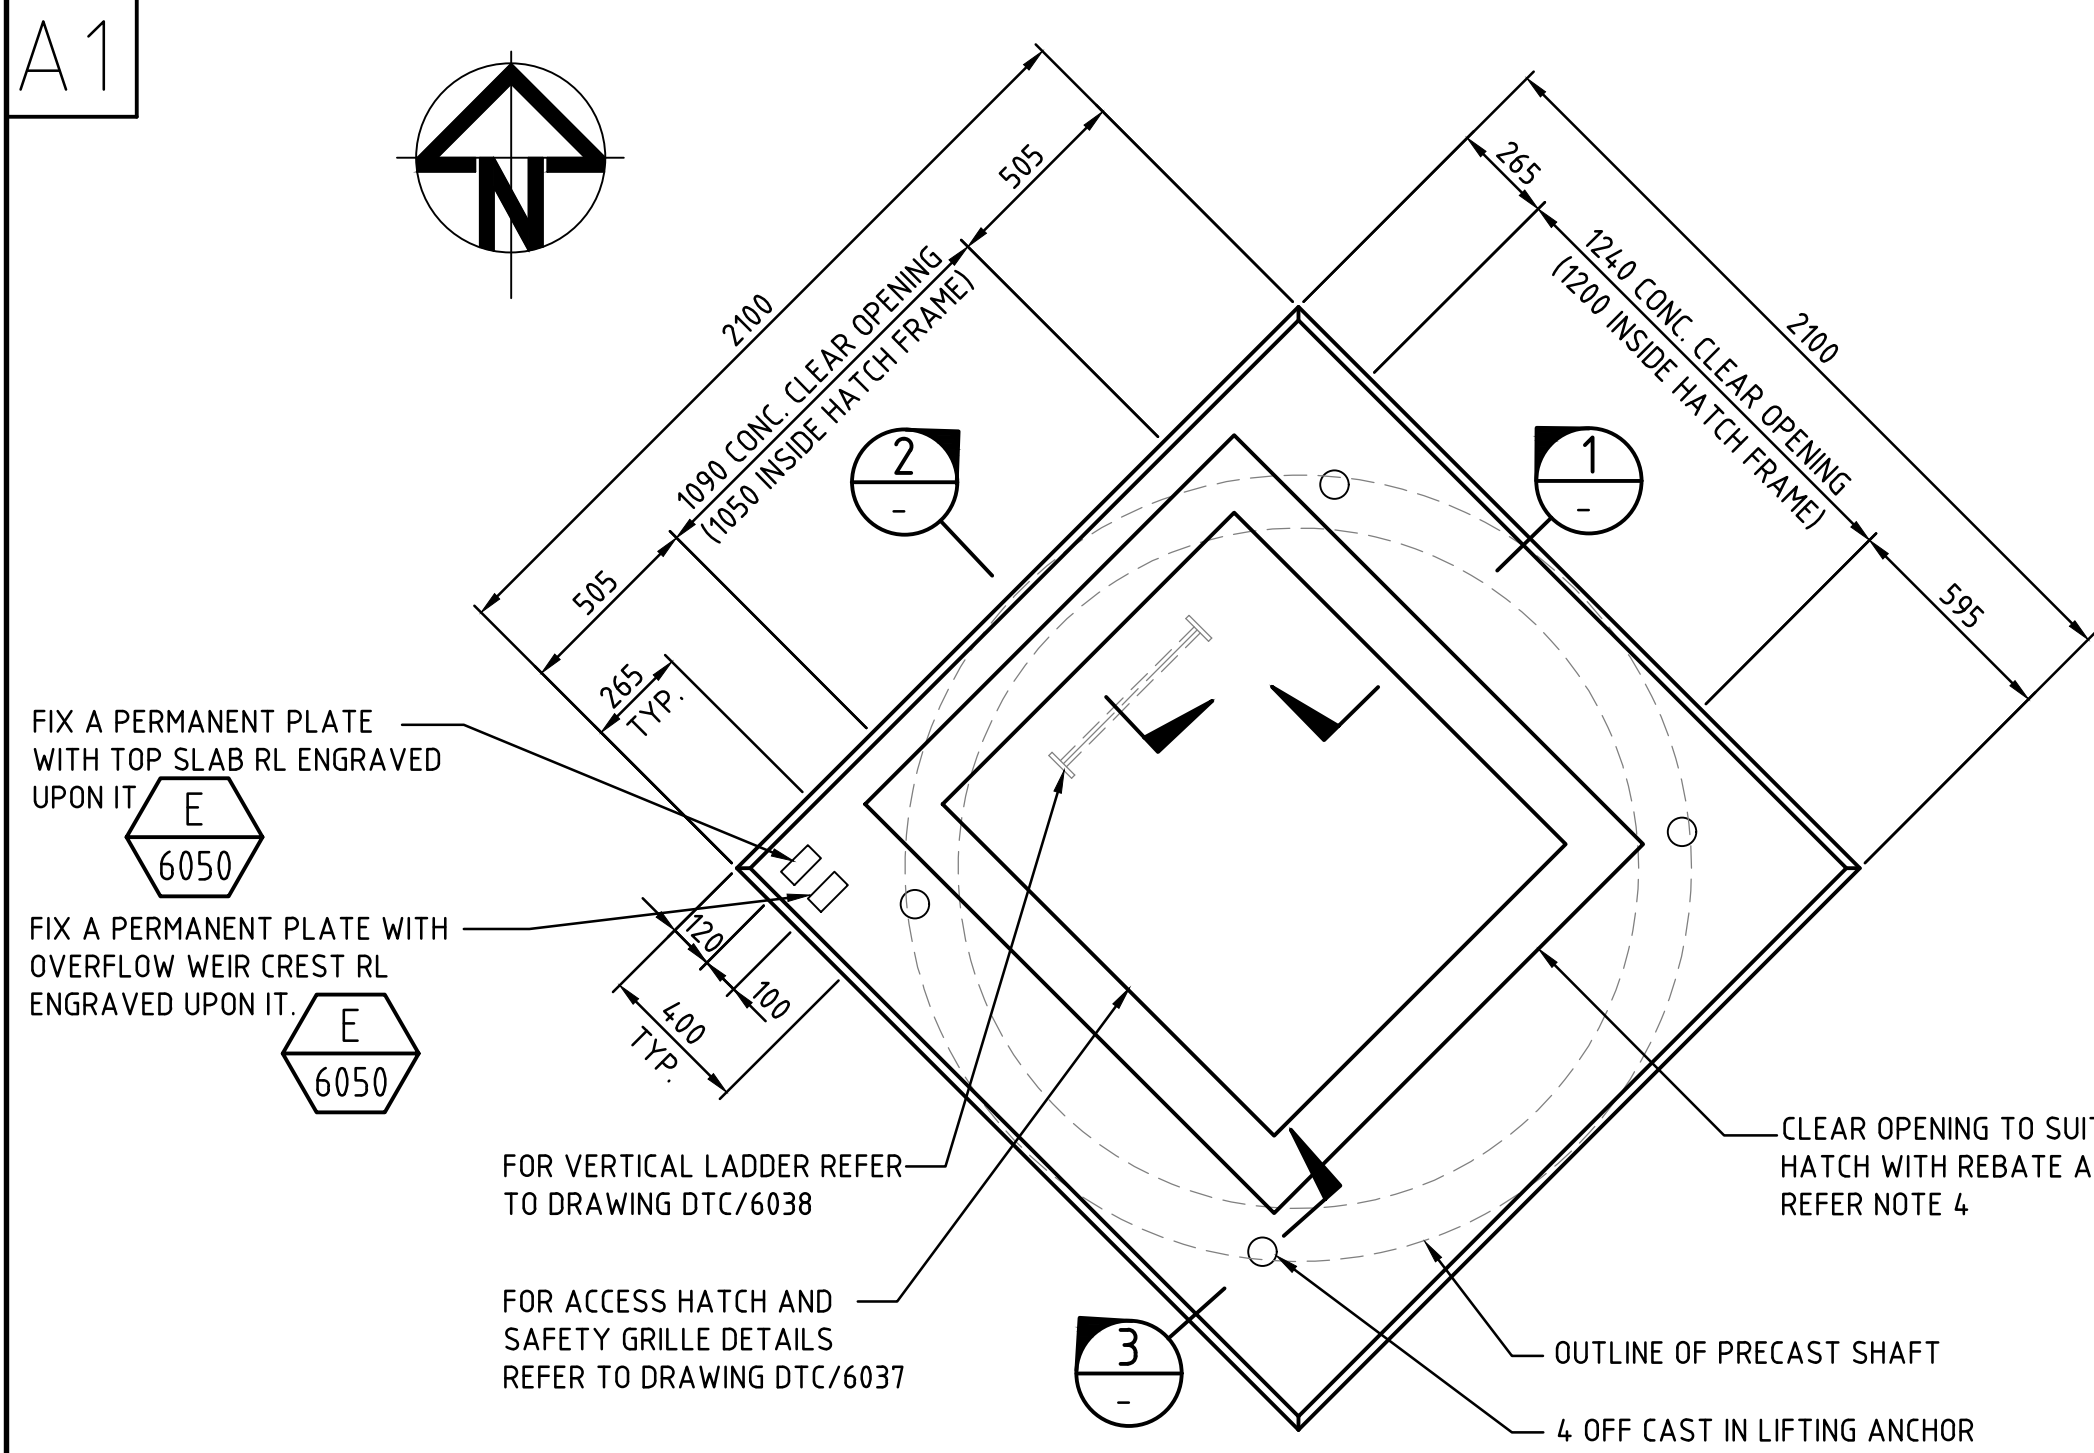 A1
N
2100
505
1090 CONC. CLEAR OPENING
(1050 INSIDE HATCH FRAME)
505
265
TYP.
265
1240 CONC. CLEAR OPENING
(1200 INSIDE HATCH FRAME)
2100
595
2
-
1
-
FIX A PERMANENT PLATE
WITH TOP SLAB RL ENGRAVED
UPON IT
E
6050
FIX A PERMANENT PLATE WITH
OVERFLOW WEIR CREST RL
ENGRAVED UPON IT.
E
6050
120
100
400
TYP.
FOR VERTICAL LADDER REFER
TO DRAWING DTC/6038
FOR ACCESS HATCH AND
SAFETY GRILLE DETAILS
REFER TO DRAWING DTC/6037
3
-
CLEAR OPENING TO SUIT
HATCH WITH REBATE A
REFER NOTE 4
OUTLINE OF PRECAST SHAFT
4 OFF CAST IN LIFTING ANCHOR